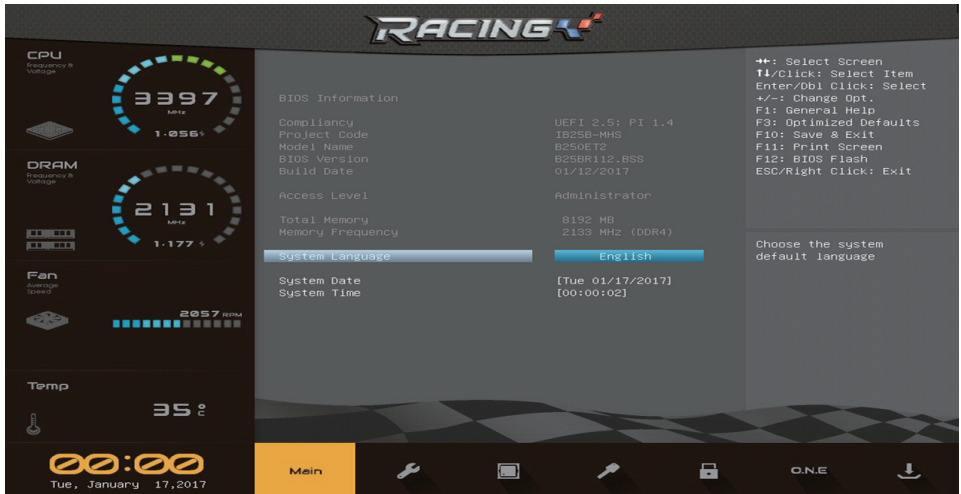 RACING
CPU
Frequency &
Voltage
3397
MHz
1.056 V
DRAM
Frequency &
Voltage
2131
MHz
1.177 V
Fan
Average
Speed
2057 RPM
Temp
35 °C
00:00
Tue, January 17,2017
BIOS Information
Compliancy UEFI 2.5; PI 1.4
Project Code IB25B-MHS
Model Name B250ET2
BIOS Version B25BR112.BSS
Build Date 01/12/2017
Access Level Administrator
Total Memory 8192 MB
Memory Frequency 2133 MHz (DDR4)
System Language English
System Date [Tue 01/17/2017]
System Time [00:00:02]
→←: Select Screen
↑↓/Click: Select Item
Enter/Dbl Click: Select
+/-: Change Opt.
F1: General Help
F3: Optimized Defaults
F10: Save & Exit
F11: Print Screen
F12: BIOS Flash
ESC/Right Click: Exit
Choose the system
default language
Main
O.N.E